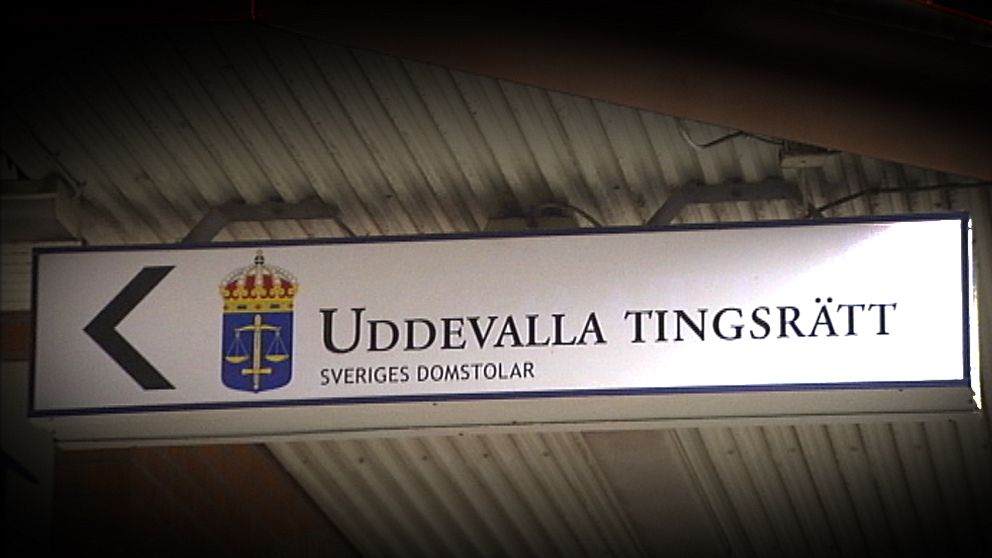 UDDEVALLA TINGSRÄTT
SVERIGES DOMSTOLAR